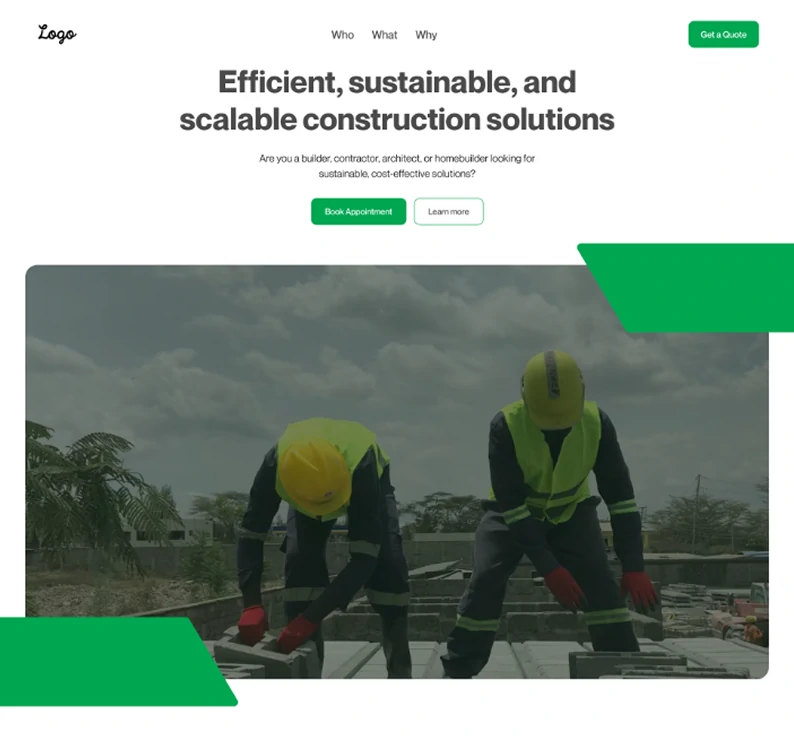 Logo
Who What Why
Get a Quote
Efficient, sustainable, and
scalable construction solutions
Are you a builder, contractor, architect, or homebuilder looking for
sustainable, cost-effective solutions?
Book Appointment
Learn more